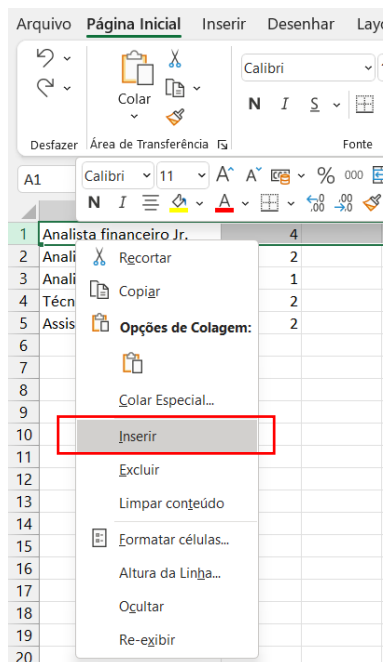 Arquivo Página Inicial Inserir Desenhar Layo
Colar
Calibri
N I S
Desfazer Área de Transferência Fonte
A1 Calibri 11 A^ A˅ % 000
N I A
1 Analista financeiro Jr. 4
2 Anali 2
3 Anali 1
4 Técn 2
5 Assis 2
6
7
8
9
10
11
12
13
14
15
16
17
18
19
20
Recortar
Copiar
Opções de Colagem:
Colar Especial...
Inserir
Excluir
Limpar conteúdo
Formatar células...
Altura da Linha...
Ocultar
Re-exibir